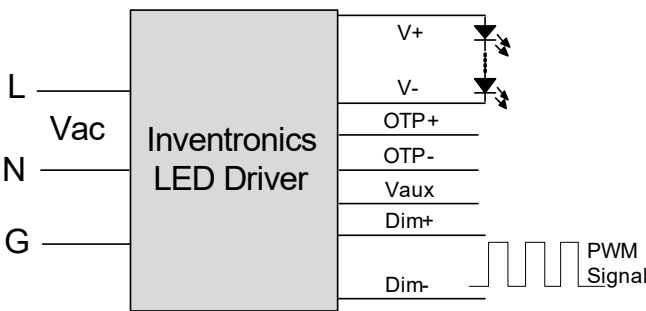 V+
L
V-
Vac
OTP+
Inventronics
LED Driver
OTP-
N
Vaux
Dim+
G
PWM
Signal
Dim-